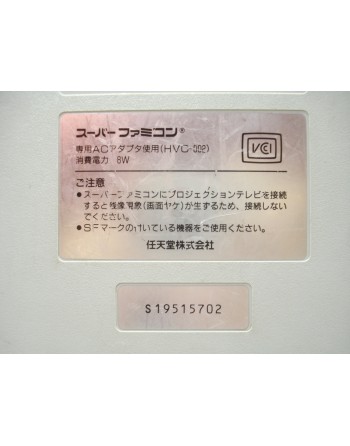 スーパーファミコン®
専用ACアダプタ使用(HVC-002)
消費電力 8W
VCI
ご注意
●スーパーファミコンにプロジェクションテレビを接続
すると残像現象(画面ヤケ)が生ずるため、接続しない
でください。
●SFマークの付いている機器をご使用ください。
任天堂株式会社
S19515702